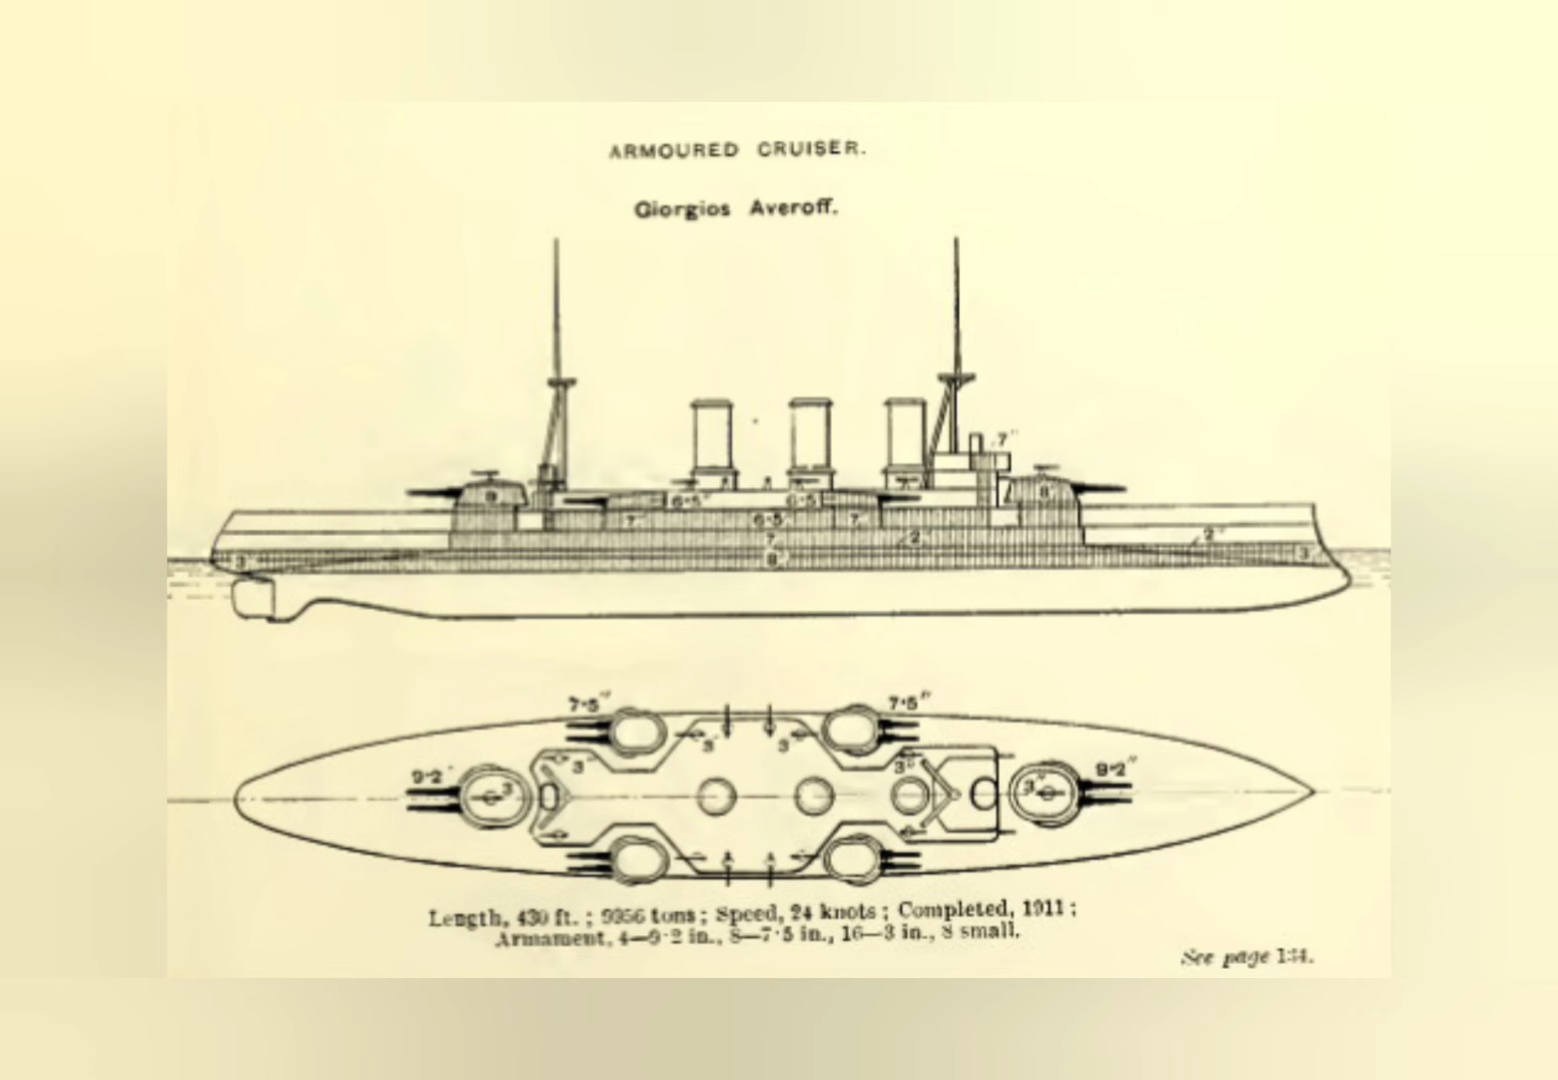 ARMOURED CRUISER.
Giorgios Averoff.
7"
9 8"
6·5" 6·5
7" 6·5 7"
7 2" 2"
3" 8" 3"
7·5" 7·5"
3" 3"
3" 3"
9·2" 3 3" 9·2"
Length, 430 ft. ; 9956 tons ; Speed, 24 knots ; Completed, 1911 ;
Armament, 4—9·2 in., 8—7·5 in., 16—3 in., 8 small.
See page